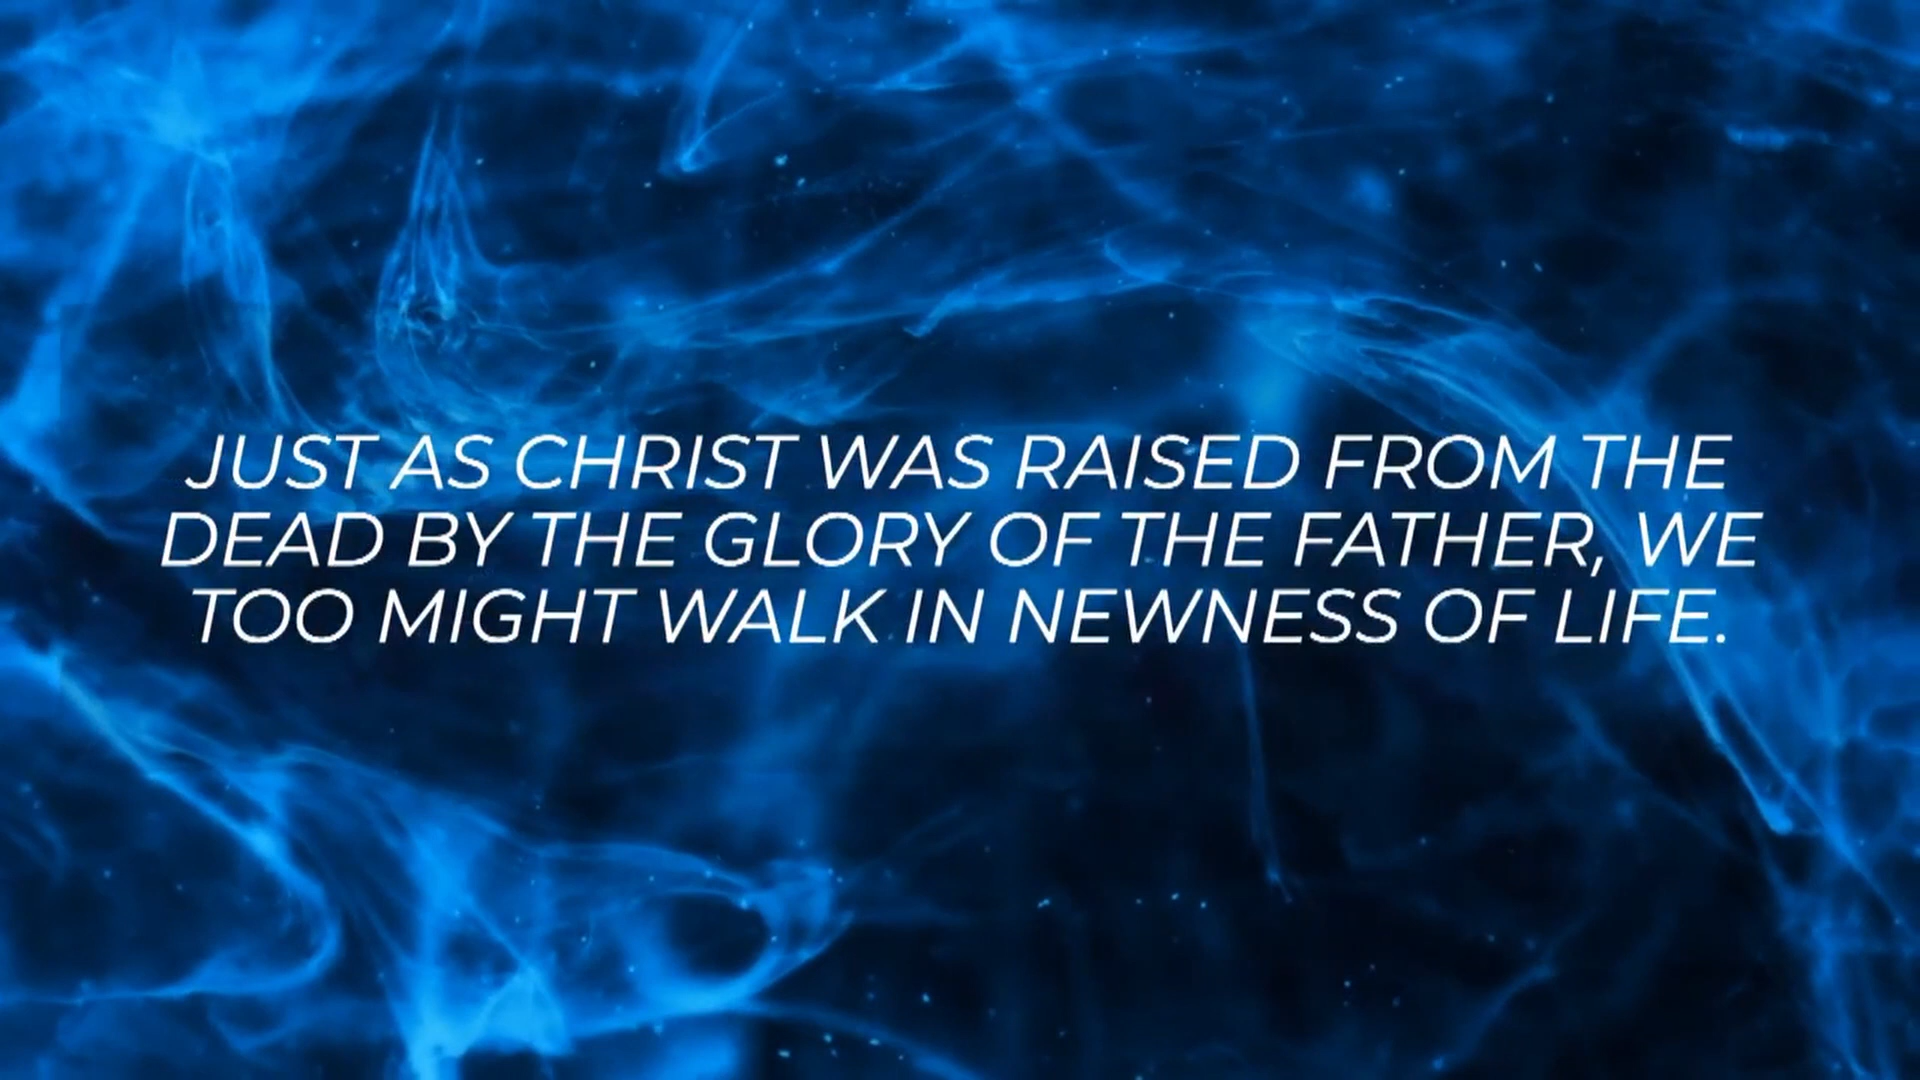 JUST AS CHRIST WAS RAISED FROM THE
DEAD BY THE GLORY OF THE FATHER, WE
TOO MIGHT WALK IN NEWNESS OF LIFE.